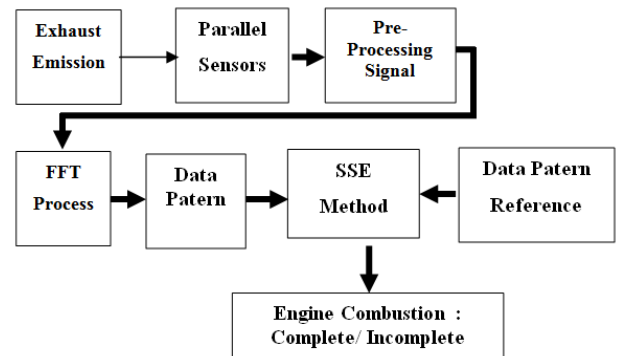 Exhaust
Emission
Parallel
Sensors
Pre-
Processing
Signal
FFT
Process
Data
Patern
SSE
Method
Data Patern
Reference
Engine Combustion :
Complete/ Incomplete